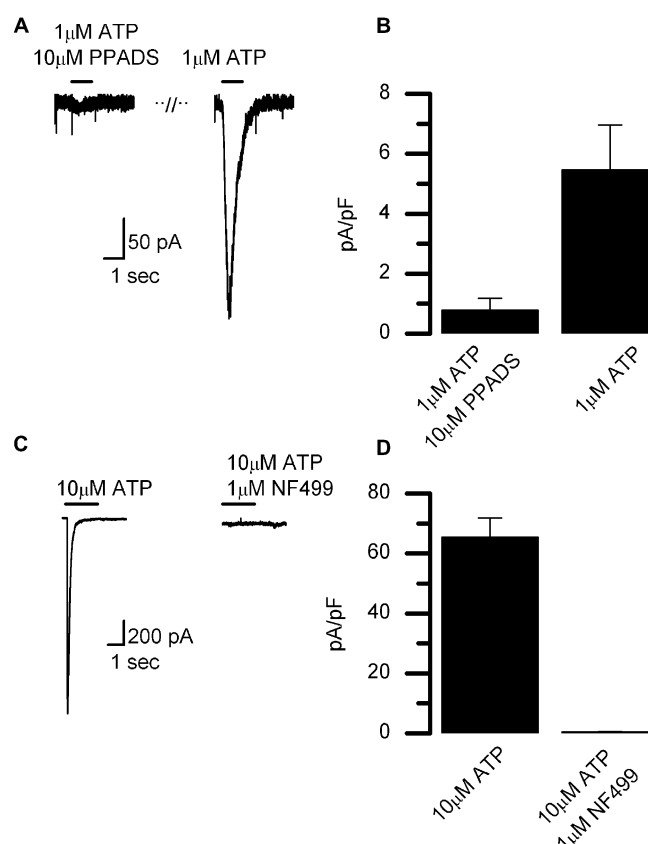 A
1μM ATP
10μM PPADS
1μM ATP
··//··
50 pA
1 sec
B
8
6
4
2
0
pA/pF
1μM ATP
10μM PPADS
1μM ATP
C
10μM ATP
10μM ATP
1μM NF499
200 pA
1 sec
D
80
60
40
20
0
pA/pF
10μM ATP
10μM ATP
1μM NF499